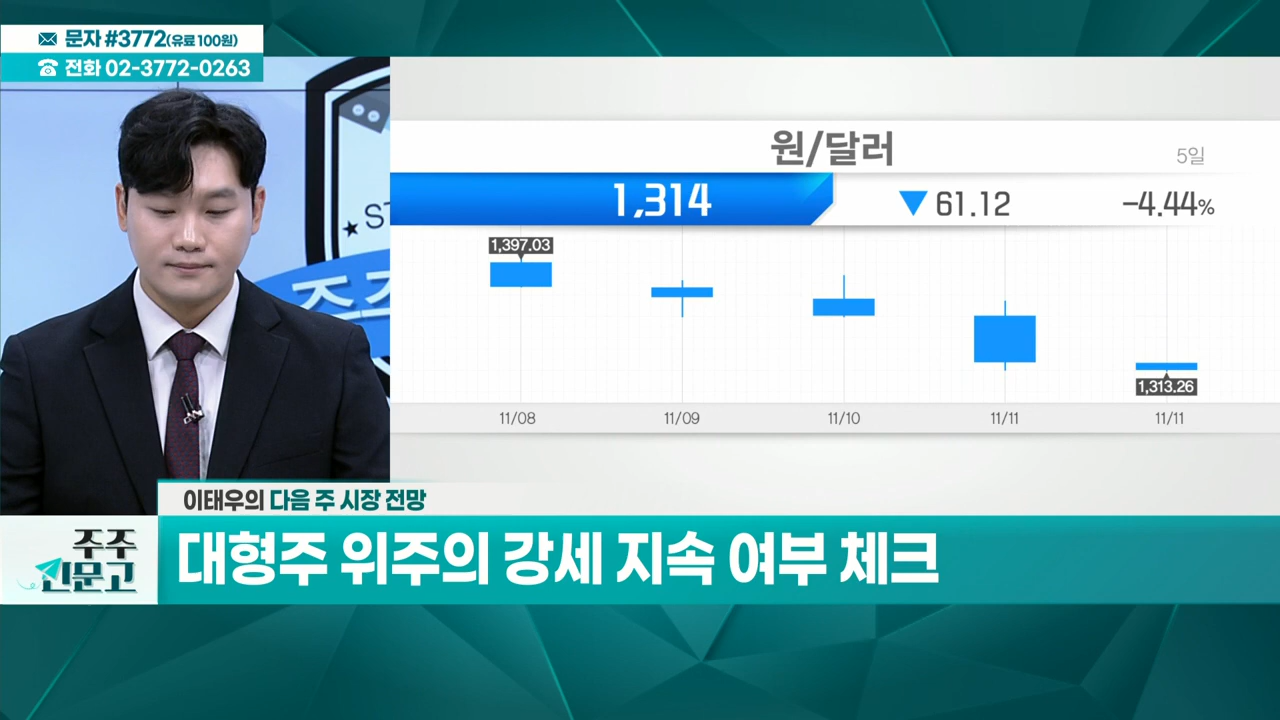 문자 #3772(유료 100원)
전화 02-3772-0263
원/달러
5일
1,314
▼ 61.12
-4.44%
1,397.03
1,313.26
11/08
11/09
11/10
11/11
11/11
ST
주주
이태우의 다음 주 시장 전망
주주
신문고
대형주 위주의 강세 지속 여부 체크